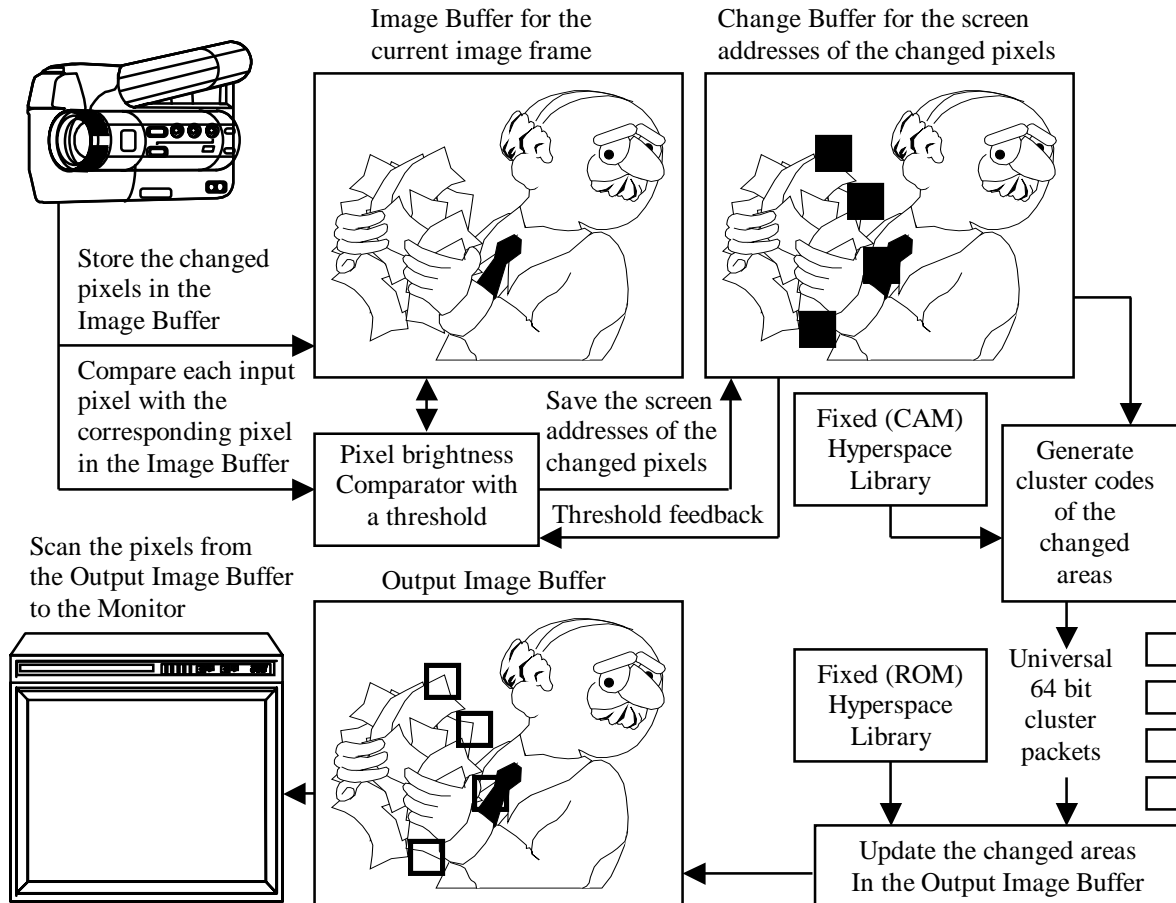 Image Buffer for the
current image frame
Change Buffer for the screen
addresses of the changed pixels
Store the changed
pixels in the
Image Buffer
Compare each input
pixel with the
corresponding pixel
in the Image Buffer
Pixel brightness
Comparator with
a threshold
Save the screen
addresses of the
changed pixels
Threshold feedback
Fixed (CAM)
Hyperspace
Library
Generate
cluster codes
of the
changed
areas
Scan the pixels from
the Output Image Buffer
to the Monitor
Output Image Buffer
Fixed (ROM)
Hyperspace
Library
Universal
64 bit
cluster
packets
Update the changed areas
In the Output Image Buffer